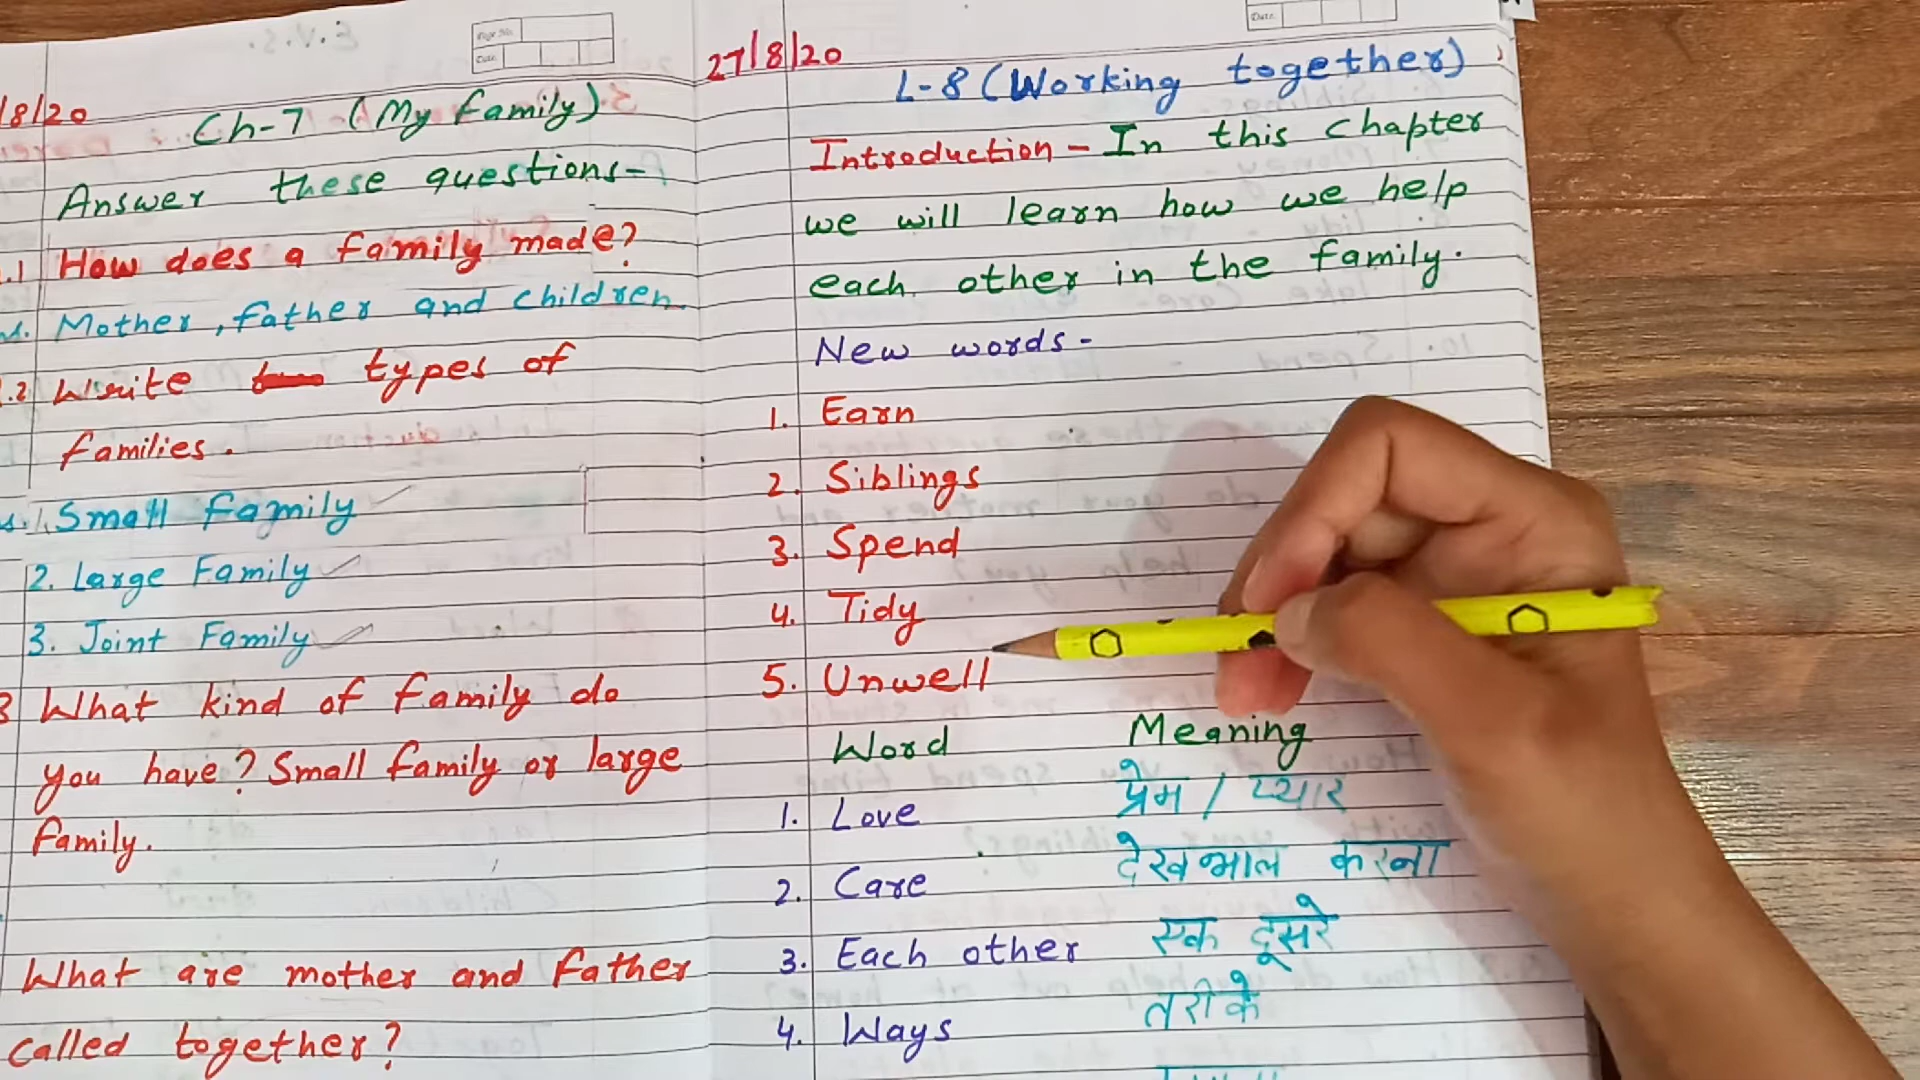 /8/20
Ch-7 (My family)
Answer these questions-
.1 How does a family made?
Mother, father and children.
.2 Write types of
families.
1. Small Family
2. Large Family
3. Joint Family
3 What kind of family do
you have? Small family or large
family.
What are mother and father
called together?
Date
27/8/20
L-8 (Working together)
Introduction - In this chapter
we will learn how we help
each other in the family.
New words-
1. Earn
2. Siblings
3. Spend
4. Tidy
5. Unwell
Word Meaning
1. Love प्रेम / प्यार
2. Care देखभाल करना
3. Each other एक दूसरे
4. Ways तरीके